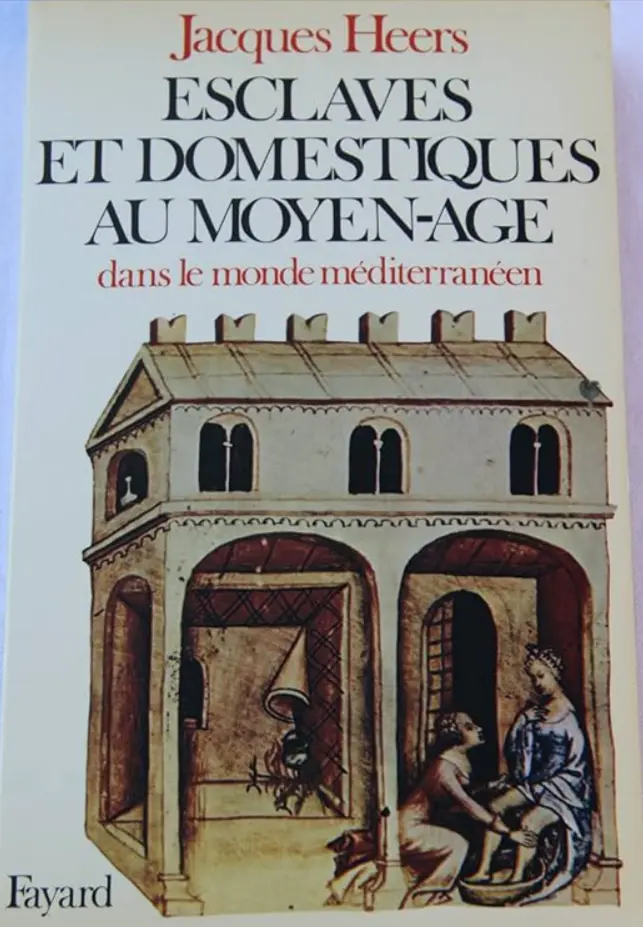 Jacques Heers
ESCLAVES
ET DOMESTIQUES
AU MOYEN-AGE
dans le monde méditerranéen
Fayard